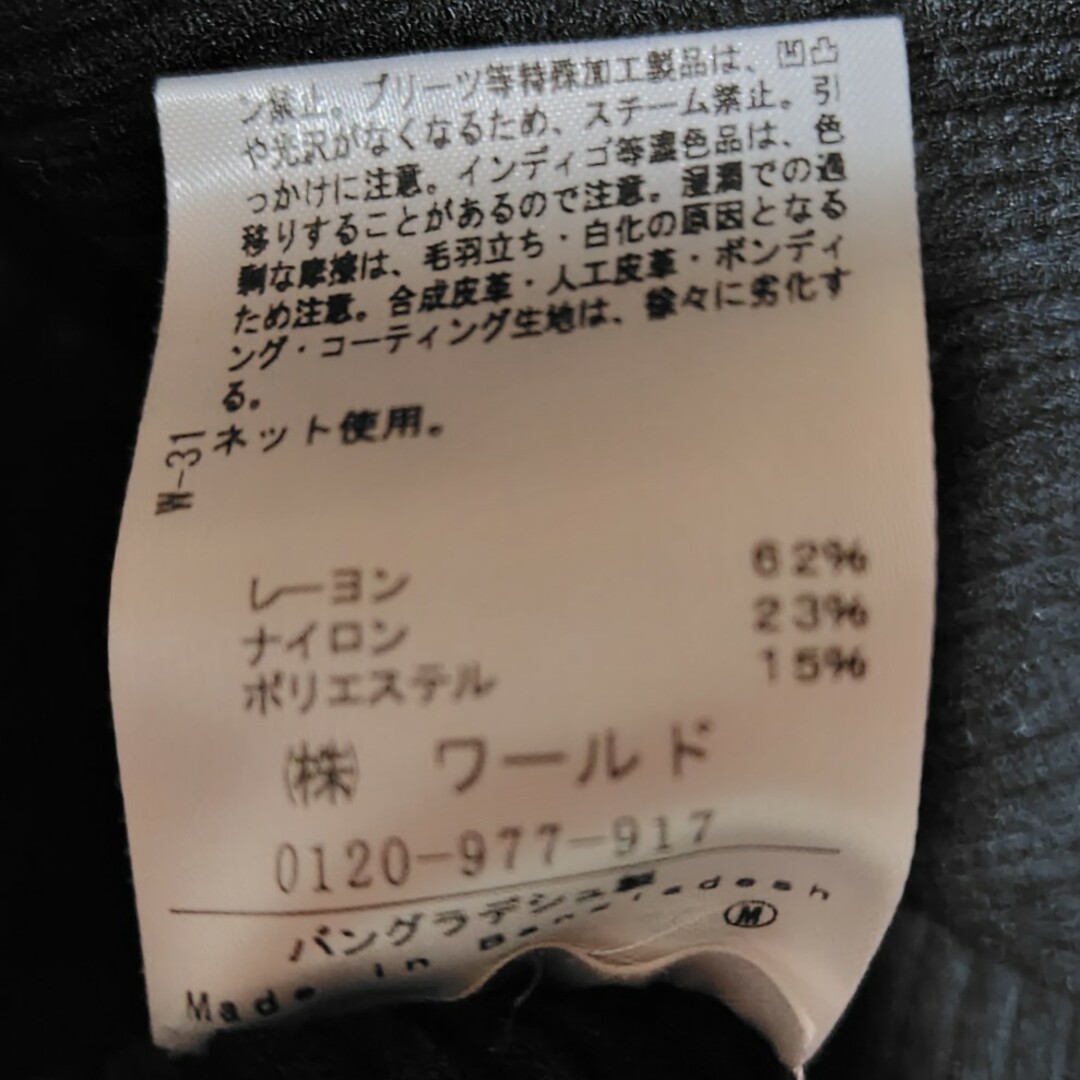 ン禁止。プリーツ等特殊加工製品は、凹凸
や光沢がなくなるため、スチーム禁止。引
っかけに注意。インディゴ等濃色品は、色
移りすることがあるので注意。湿潤での過
剰な摩擦は、毛羽立ち・白化の原因となる
ため注意。合成皮革・人工皮革・ボンディ
ング・コーティング生地は、徐々に劣化す
る。
ネット使用。
W-31
レーヨン 62%
ナイロン 23%
ポリエステル 15%
㈱ ワールド
0120-977-917
バングラデシュ製
Made in Bangladesh
Ⓜ